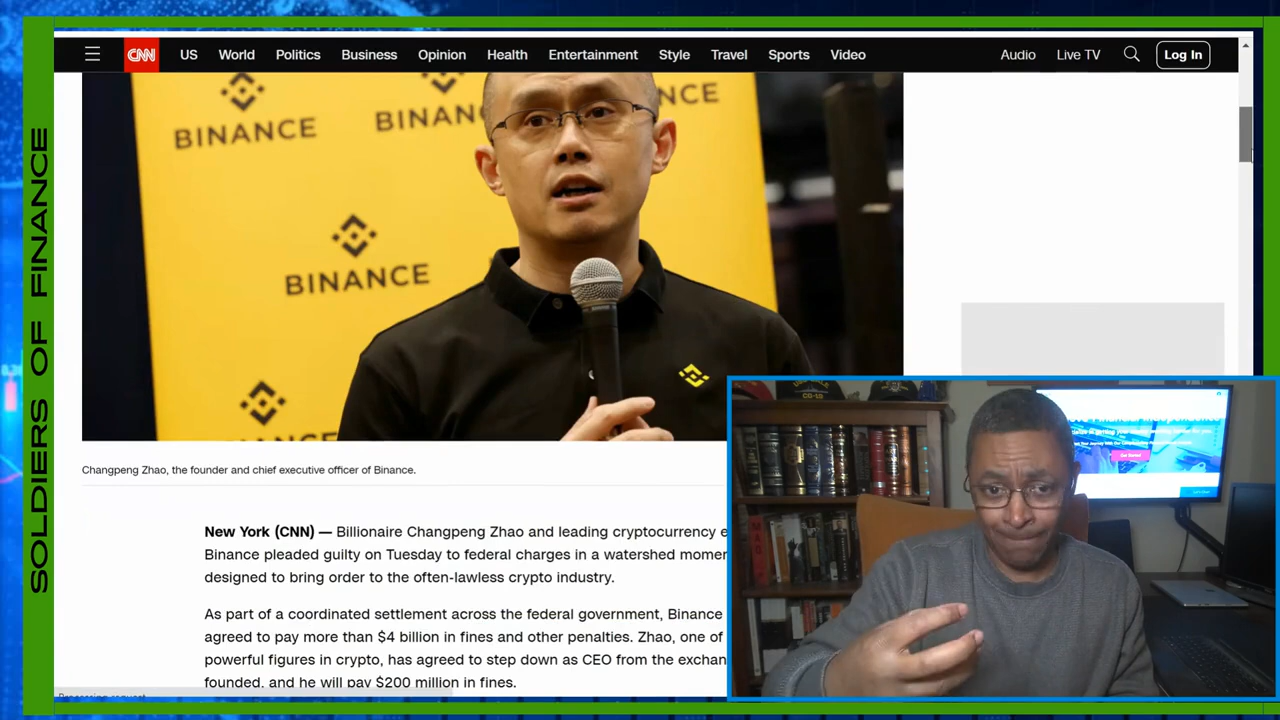 SOLDIERS OF FINANCE
CNN US World Politics Business Opinion Health Entertainment Style Travel Sports Video Audio Live TV Log In
BINANCE BINANCE NCE
BINANCE
Changpeng Zhao, the founder and chief executive officer of Binance.
New York (CNN) — Billionaire Changpeng Zhao and leading cryptocurrency e
Binance pleaded guilty on Tuesday to federal charges in a watershed momen
designed to bring order to the often-lawless crypto industry.
As part of a coordinated settlement across the federal government, Binance
agreed to pay more than $4 billion in fines and other penalties. Zhao, one of
powerful figures in crypto, has agreed to step down as CEO from the exchan
founded, and he will pay $200 million in fines.
Get Started